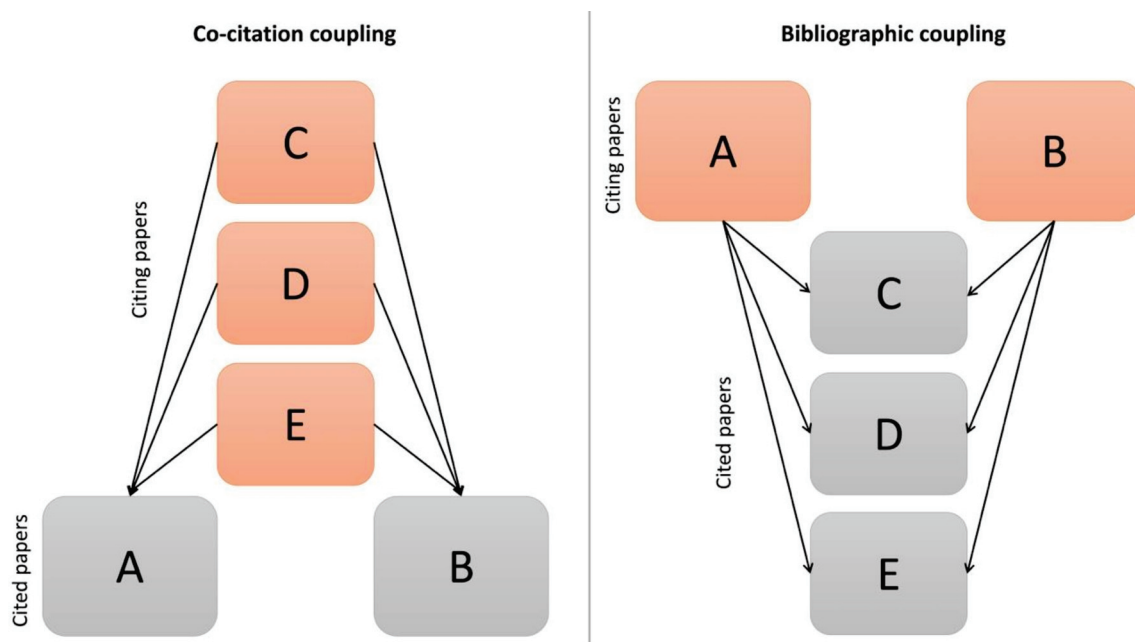 Co-citation coupling
Citing papers
C
D
E
Cited papers
A
B
Bibliographic coupling
Citing papers
A
B
Cited papers
C
D
E